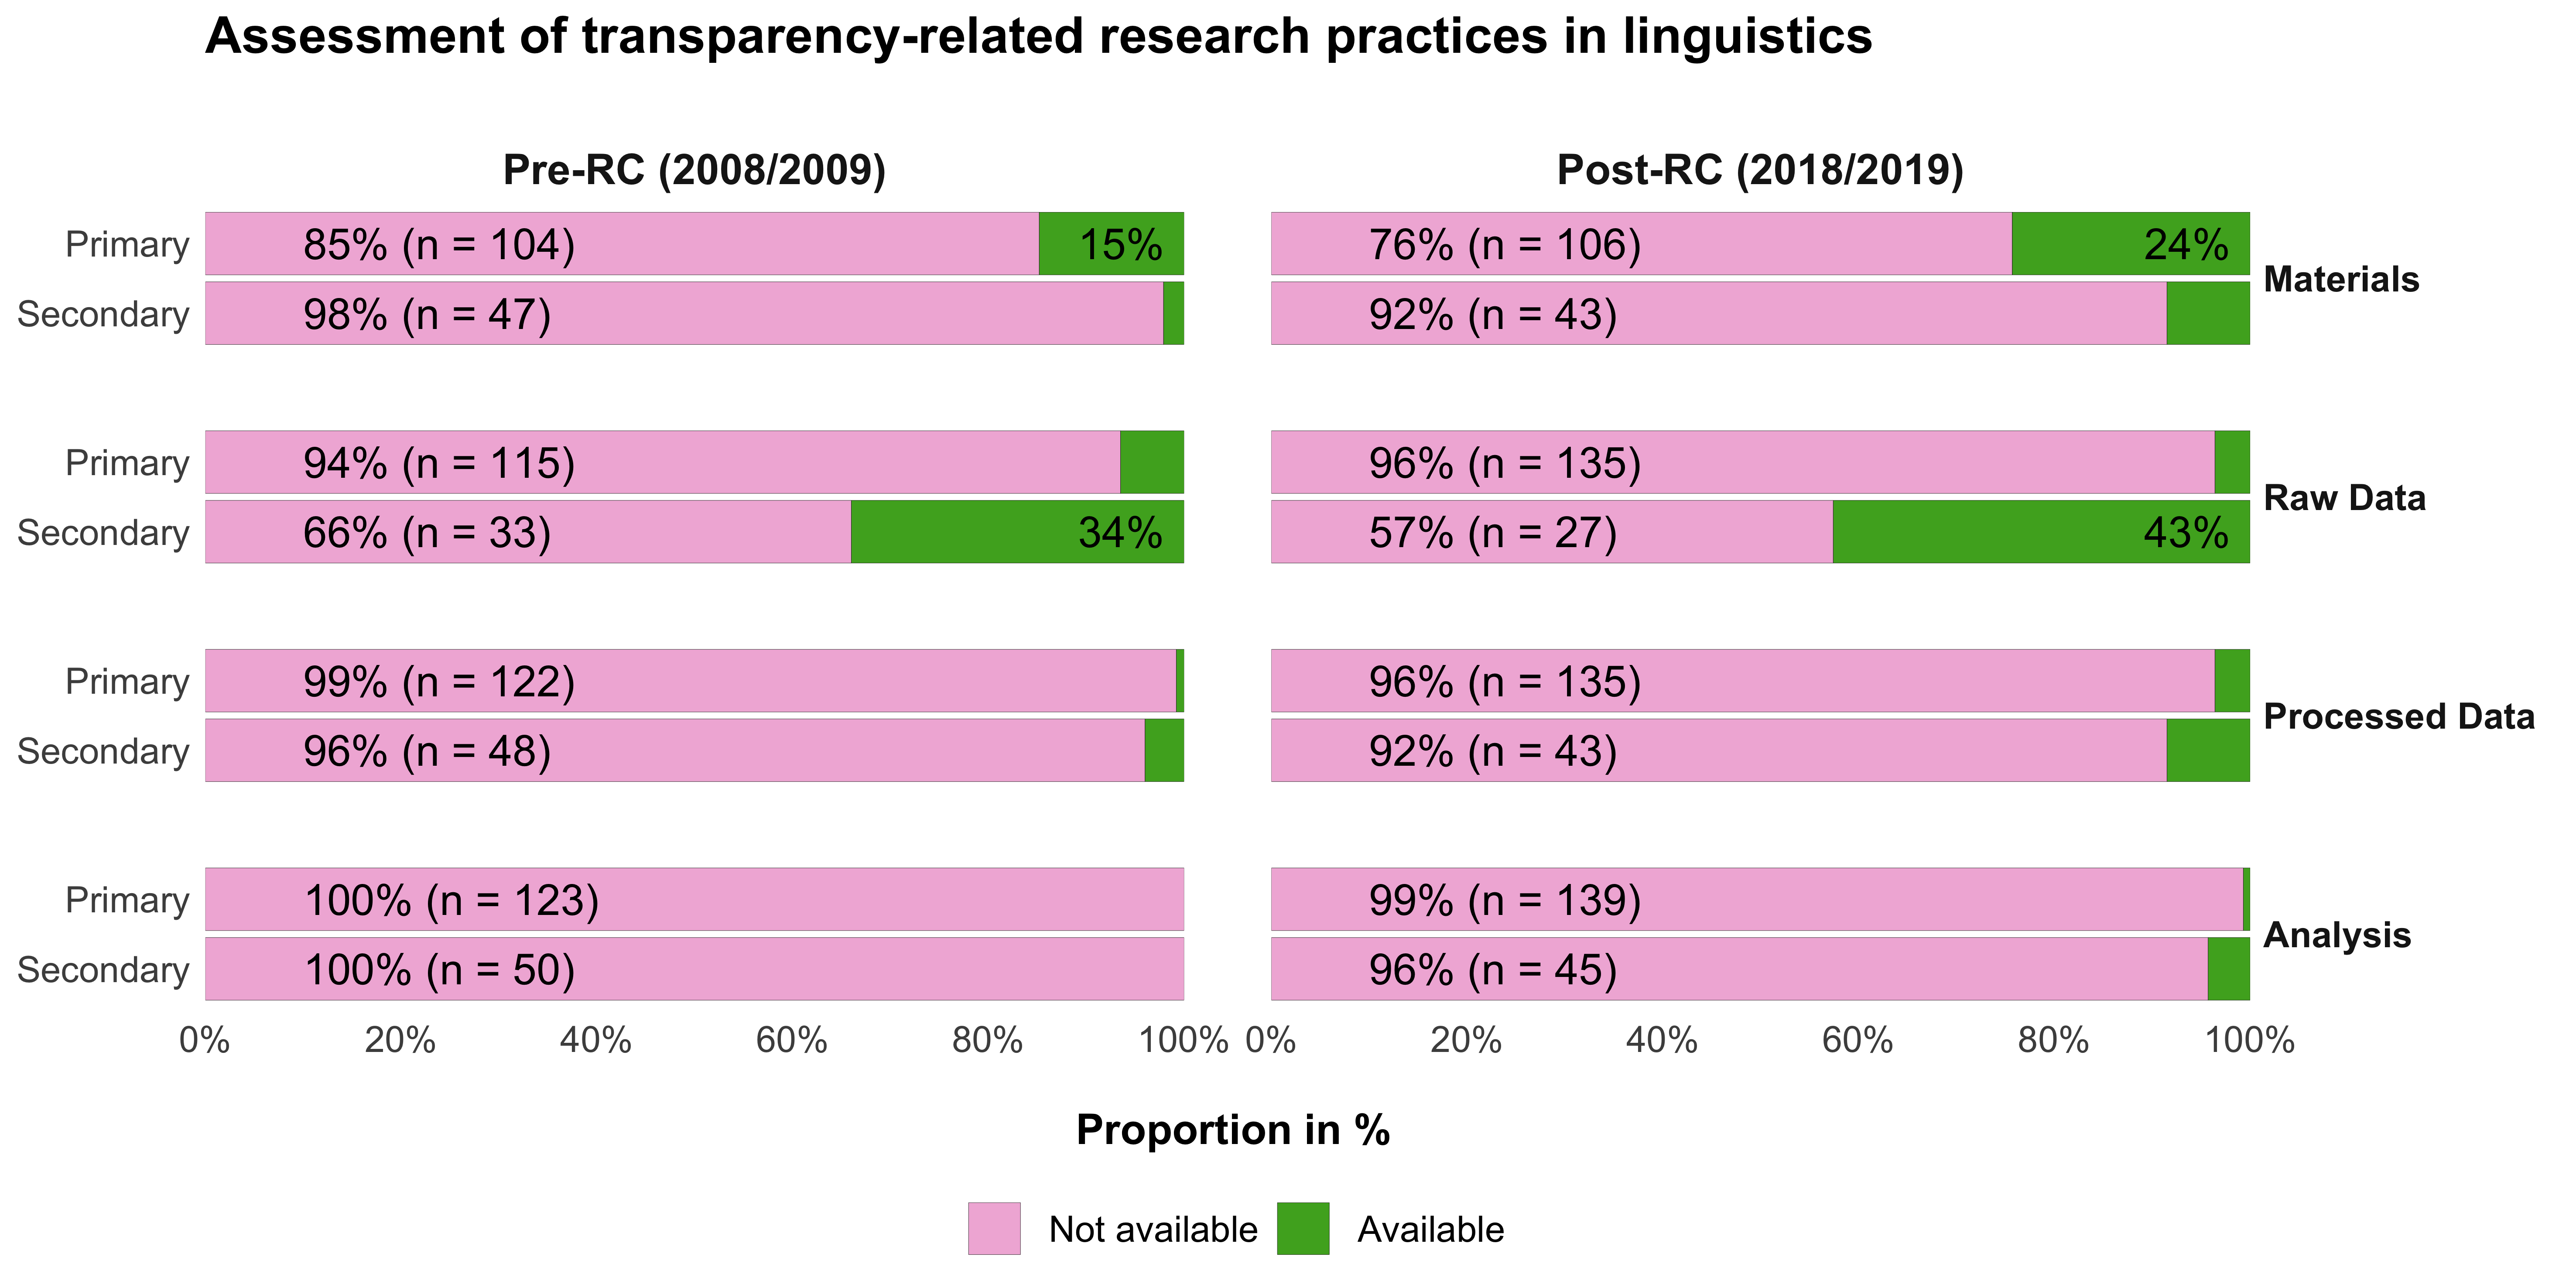 Assessment of transparency-related research practices in linguistics
Pre-RC (2008/2009)
Post-RC (2018/2019)
Primary 85% (n = 104) 15% 76% (n = 106) 24%
Materials
Secondary 98% (n = 47) 92% (n = 43)
Primary 94% (n = 115) 96% (n = 135)
Raw Data
Secondary 66% (n = 33) 34% 57% (n = 27) 43%
Primary 99% (n = 122) 96% (n = 135)
Processed Data
Secondary 96% (n = 48) 92% (n = 43)
Primary 100% (n = 123) 99% (n = 139)
Analysis
Secondary 100% (n = 50) 96% (n = 45)
0% 20% 40% 60% 80% 100% 0% 20% 40% 60% 80% 100%
Proportion in %
Not available Available